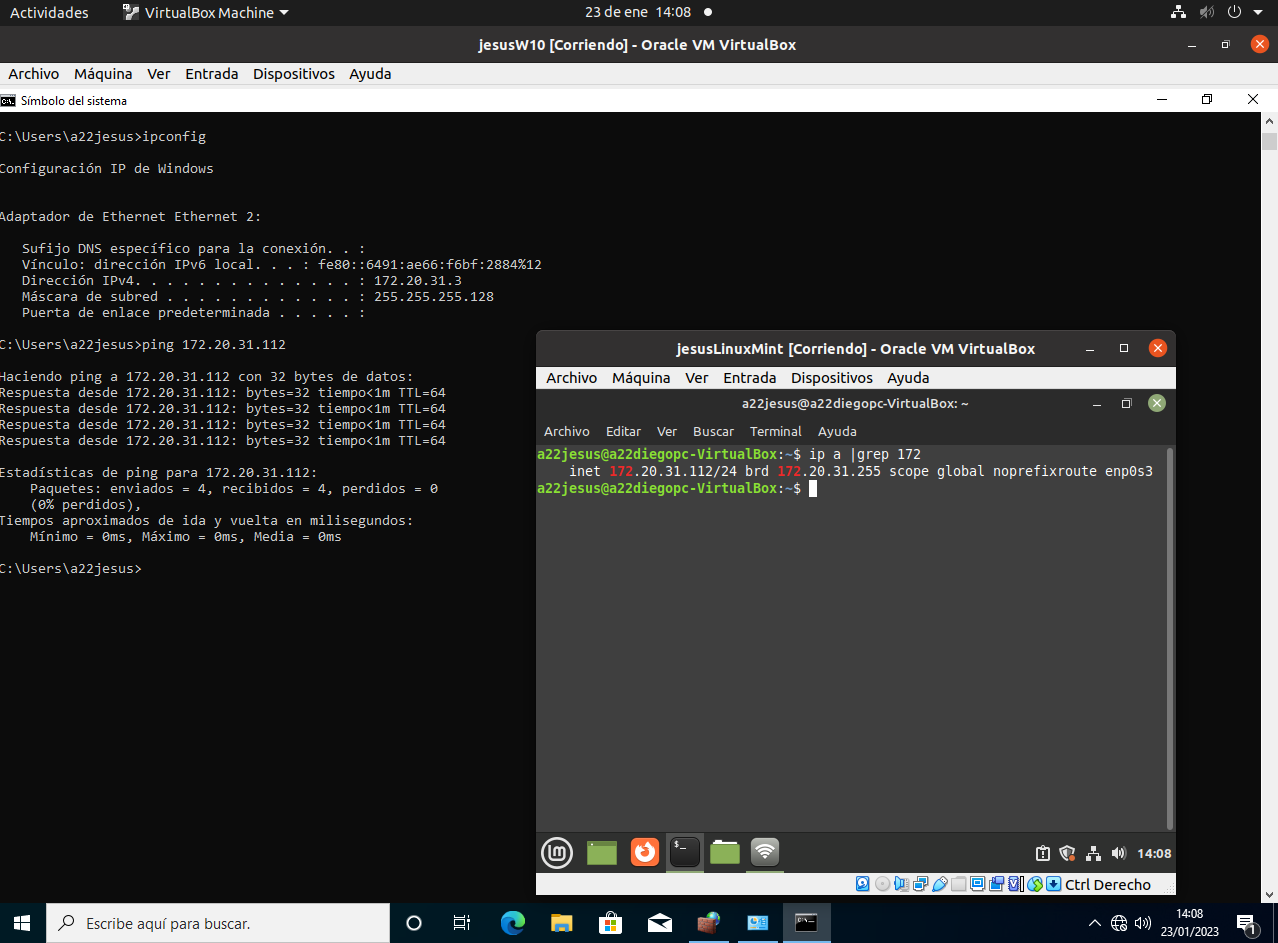 Actividades VirtualBox Machine 23 de ene 14:08
jesusW10 [Corriendo] - Oracle VM VirtualBox
Archivo Máquina Ver Entrada Dispositivos Ayuda
Símbolo del sistema
C:\Users\a22jesus>ipconfig
Configuración IP de Windows
Adaptador de Ethernet Ethernet 2:
Sufijo DNS específico para la conexión. . :
Vínculo: dirección IPv6 local. . . : fe80::6491:ae66:f6bf:2884%12
Dirección IPv4. . . . . . . . . . . . . . : 172.20.31.3
Máscara de subred . . . . . . . . . . . . : 255.255.255.128
Puerta de enlace predeterminada . . . . . :
C:\Users\a22jesus>ping 172.20.31.112
Haciendo ping a 172.20.31.112 con 32 bytes de datos:
Respuesta desde 172.20.31.112: bytes=32 tiempo<1m TTL=64
Respuesta desde 172.20.31.112: bytes=32 tiempo<1m TTL=64
Respuesta desde 172.20.31.112: bytes=32 tiempo<1m TTL=64
Respuesta desde 172.20.31.112: bytes=32 tiempo<1m TTL=64
Estadísticas de ping para 172.20.31.112:
Paquetes: enviados = 4, recibidos = 4, perdidos = 0
(0% perdidos),
Tiempos aproximados de ida y vuelta en milisegundos:
Mínimo = 0ms, Máximo = 0ms, Media = 0ms
C:\Users\a22jesus>
jesusLinuxMint [Corriendo] - Oracle VM VirtualBox
Archivo Máquina Ver Entrada Dispositivos Ayuda
a22jesus@a22diegopc-VirtualBox: ~
Archivo Editar Ver Buscar Terminal Ayuda
a22jesus@a22diegopc-VirtualBox:~$ ip a |grep 172
inet 172.20.31.112/24 brd 172.20.31.255 scope global noprefixroute enp0s3
a22jesus@a22diegopc-VirtualBox:~$
14:08
Ctrl Derecho
Escribe aquí para buscar.
14:08
23/01/2023
1